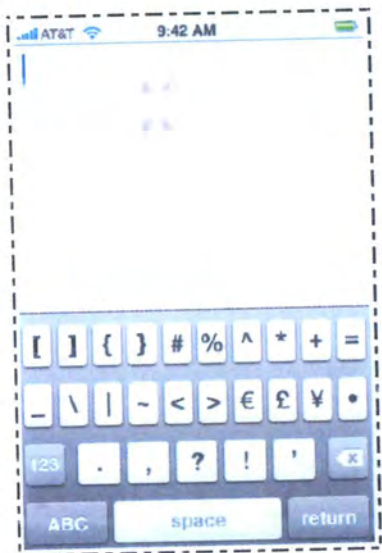 AT&T 9:42 AM
[ ] { } # % ^ * + =
_ \ | ~ < > € £ ¥ •
123 . , ? ! '
ABC space return